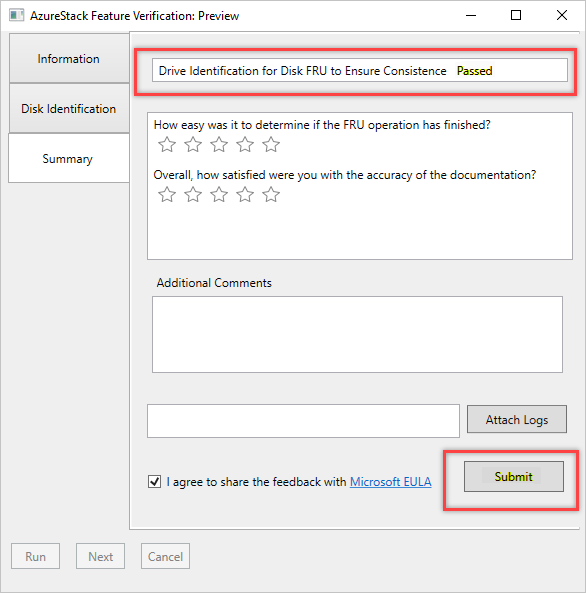 AzureStack Feature Verification: Preview
Information
Disk Identification
Summary
Drive Identification for Disk FRU to Ensure Consistence Passed
How easy was it to determine if the FRU operation has finished?
Overall, how satisfied were you with the accuracy of the documentation?
Additional Comments
Attach Logs
I agree to share the feedback with Microsoft EULA
Submit
Run
Next
Cancel